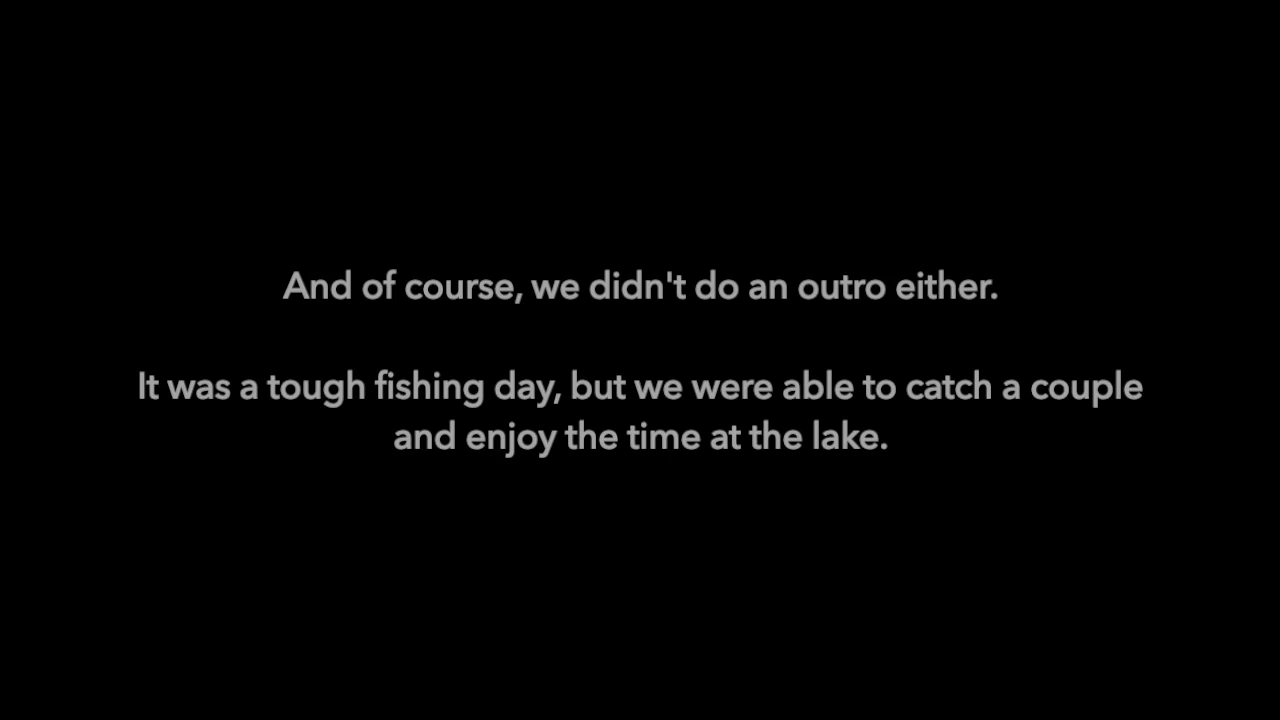 And of course, we didn't do an outro either.
It was a tough fishing day, but we were able to catch a couple
and enjoy the time at the lake.